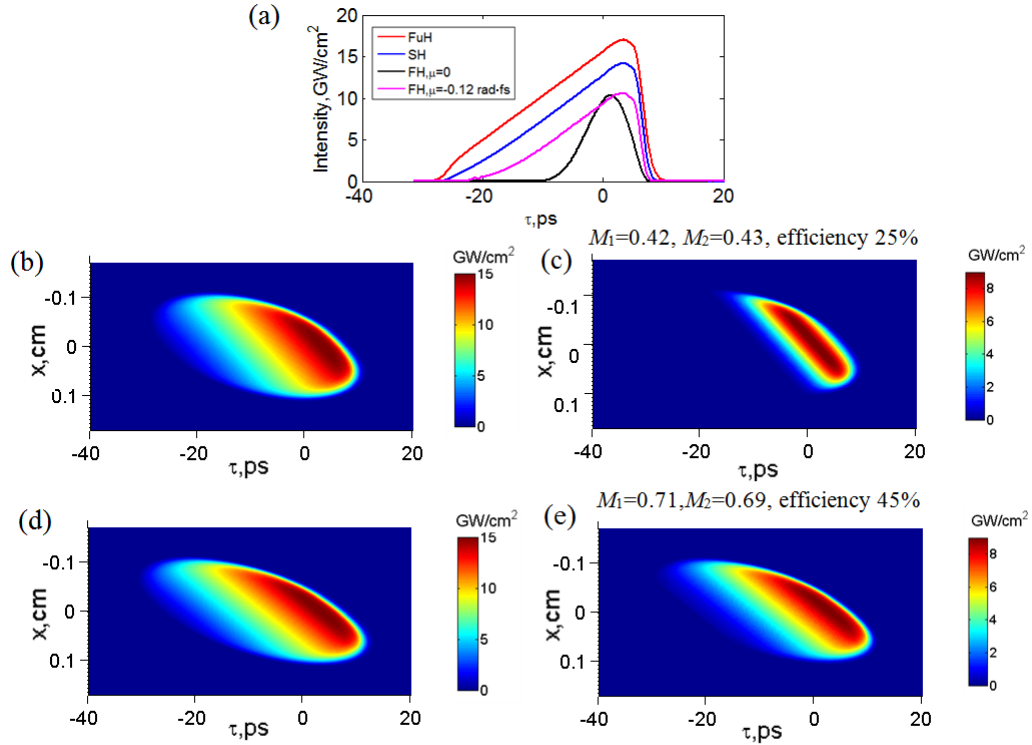 (a)
Intensity,GW/cm²
20
15
10
5
0
FuH
SH
FH,μ=0
FH,μ=-0.12 rad-fs
-40 -20 0 20
τ,ps
(b)
GW/cm²
15
10
5
0
x,cm
-0.1
0
0.1
-40 -20 0 20
τ,ps
M₁=0.42, M₂=0.43, efficiency 25%
(c)
GW/cm²
8
6
4
2
0
x,cm
-0.1
0
0.1
-40 -20 0 20
τ,ps
(d)
GW/cm²
15
10
5
0
x,cm
-0.1
0
0.1
-40 -20 0 20
τ,ps
M₁=0.71,M₂=0.69, efficiency 45%
(e)
GW/cm²
8
6
4
2
0
x,cm
-0.1
0
0.1
-40 -20 0 20
τ,ps